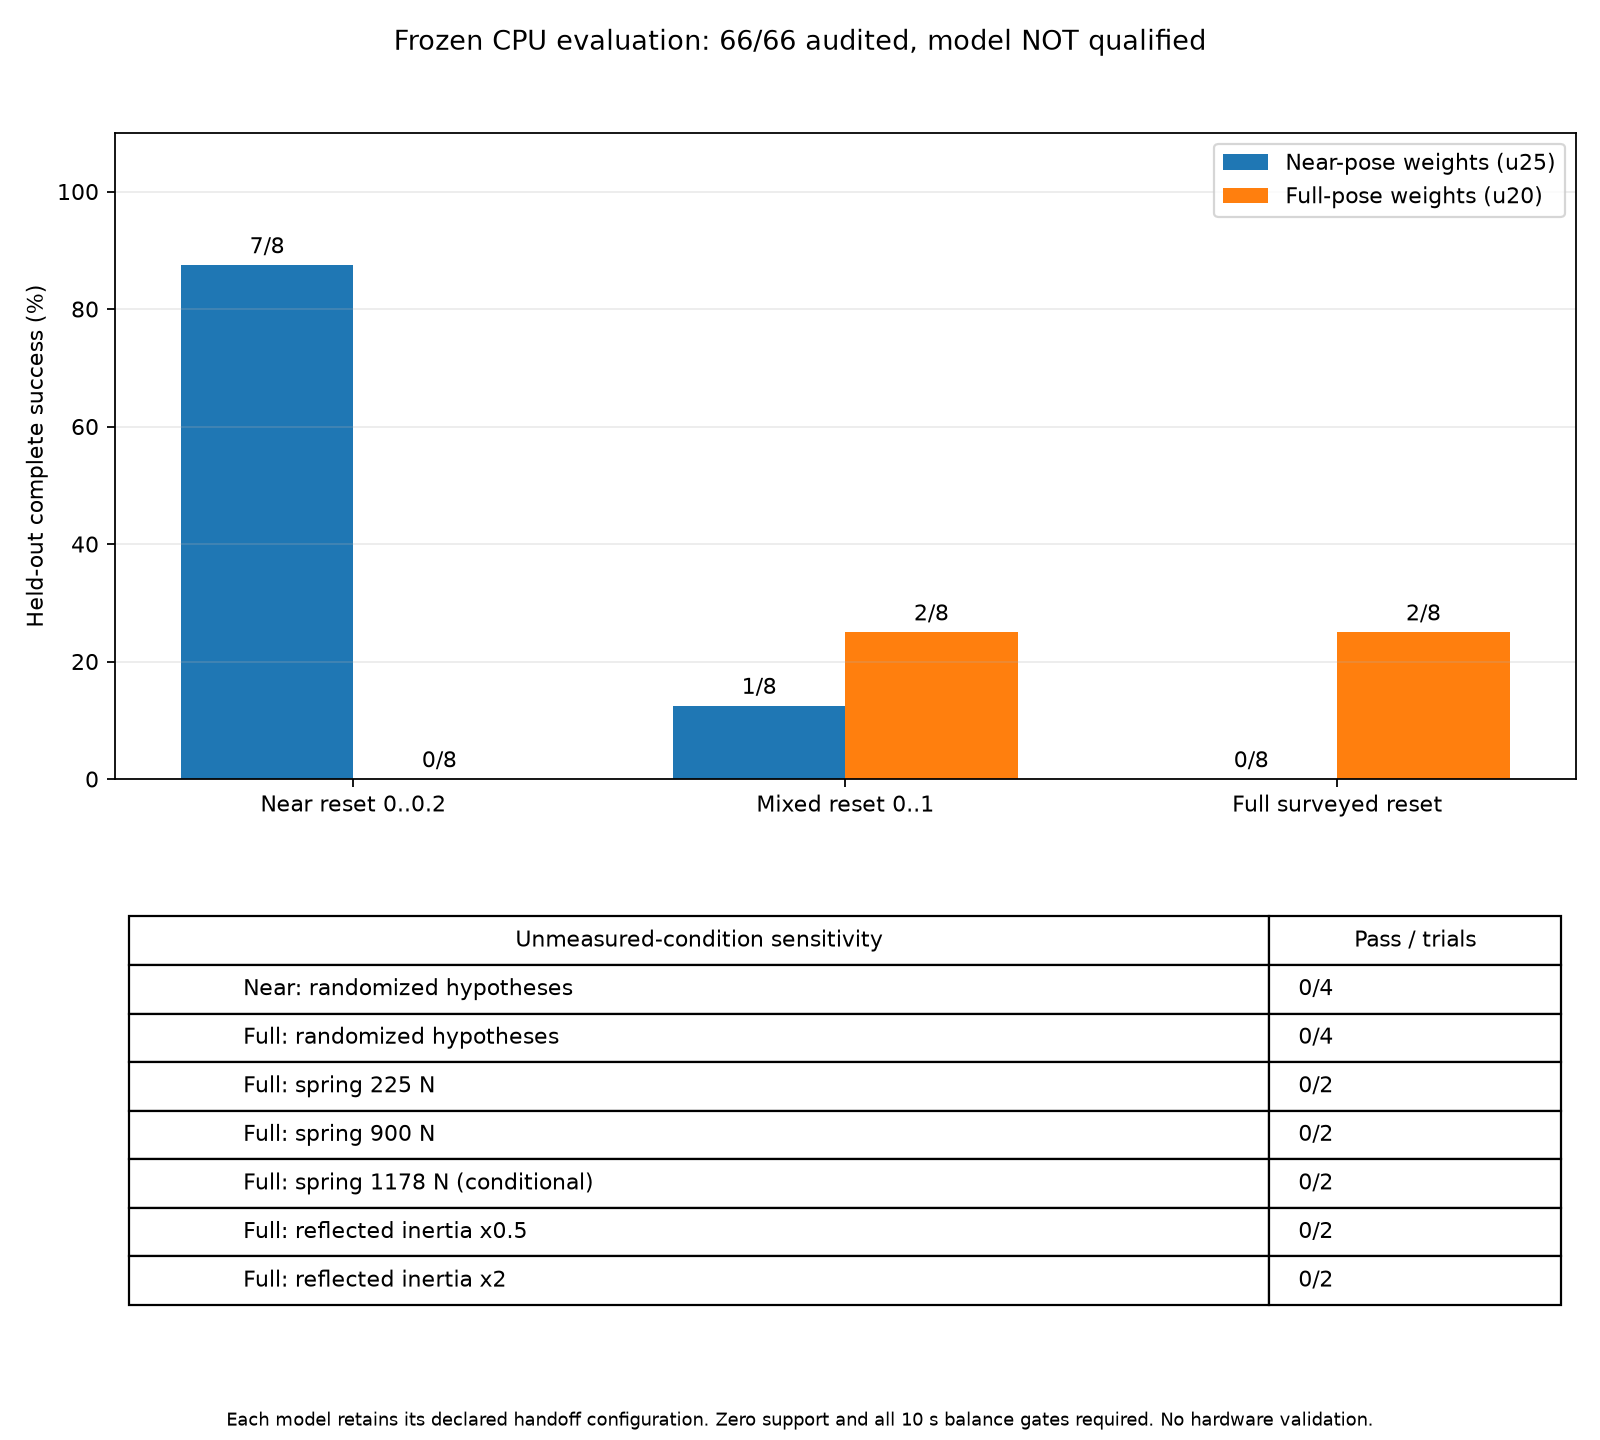 Frozen CPU evaluation: 66/66 audited, model NOT qualified
Near-pose weights (u25)
Full-pose weights (u20)
Held-out complete success (%)
100
80
60
40
20
0
7/8
0/8
1/8
2/8
0/8
2/8
Near reset 0..0.2
Mixed reset 0..1
Full surveyed reset
Unmeasured-condition sensitivity Pass / trials
Near: randomized hypotheses 0/4
Full: randomized hypotheses 0/4
Full: spring 225 N 0/2
Full: spring 900 N 0/2
Full: spring 1178 N (conditional) 0/2
Full: reflected inertia x0.5 0/2
Full: reflected inertia x2 0/2
Each model retains its declared handoff configuration. Zero support and all 10 s balance gates required. No hardware validation.